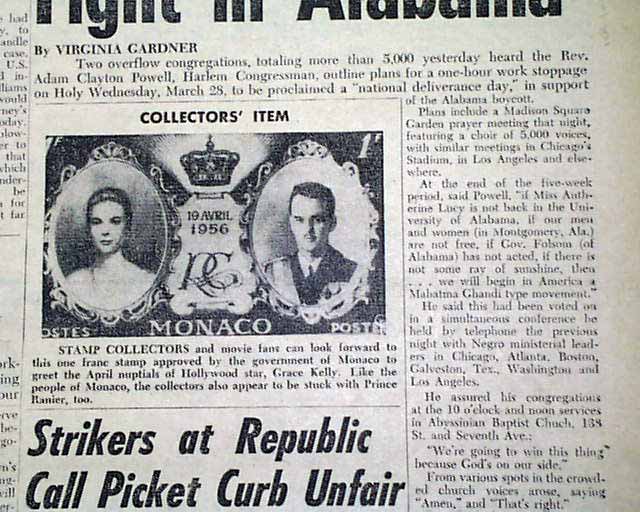 Fight in Alabama
By VIRGINIA GARDNER
Two overflow congregations, totaling more than 5,000 yesterday heard the Rev.
Adam Clayton Powell, Harlem Congressman, outline plans for a one-hour work stoppage
on Holy Wednesday, March 28, to be proclaimed a "national deliverance day," in support
of the Alabama boycott.
Plans include a Madison Square
Garden prayer meeting that night,
featuring a choir of 5,000 voices,
with similar meetings in Chicago's
Stadium, in Los Angeles and else-
where.
At the end of the five-week
period, said Powell, "if Miss Auth-
erine Lucy is not back in the Uni-
versity of Alabama, if our men
and women (in Montgomery, Ala.)
are not free, if Gov. Folsom (of
Alabama) has not acted, if there is
not some ray of sunshine, then
. . . we will begin in America a
Mahatma Ghandi type movement."
He said this had been voted on
in a simultaneous conference he
held by telephone the previous
night with Negro ministerial lead-
ers in Chicago, Atlanta, Boston,
Galveston, Tex., Washington and
Los Angeles.
He assured his congregations
at the 10 o'clock and noon services
in Abyssinian Baptist Chuch, 138
St. and Seventh Ave.:
"We're going to win this thing
because God's on our side."
From various spots in the crowd-
ed church voices arose, saying
"Amen," and "That's right."
COLLECTORS' ITEM
1F
19 AVRIL
1956
OSTES MONACO POSTE
STAMP COLLECTORS and movie fans can look forward to
this one franc stamp approved by the government of Monaco to
greet the April nuptials of Hollywood star, Grace Kelly. Like the
people of Monaco, the collectors also appear to be stuck with Prince
Ranier, too.
Strikers at Republic
Call Picket Curb Unfair